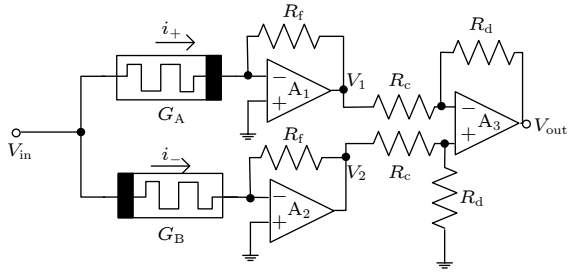 i+
Rf
Rd
GA
−
+
A1
V1
Rc
−
+
A3
Vout
Vin
i−
Rf
V2
Rc
GB
−
+
A2
Rd